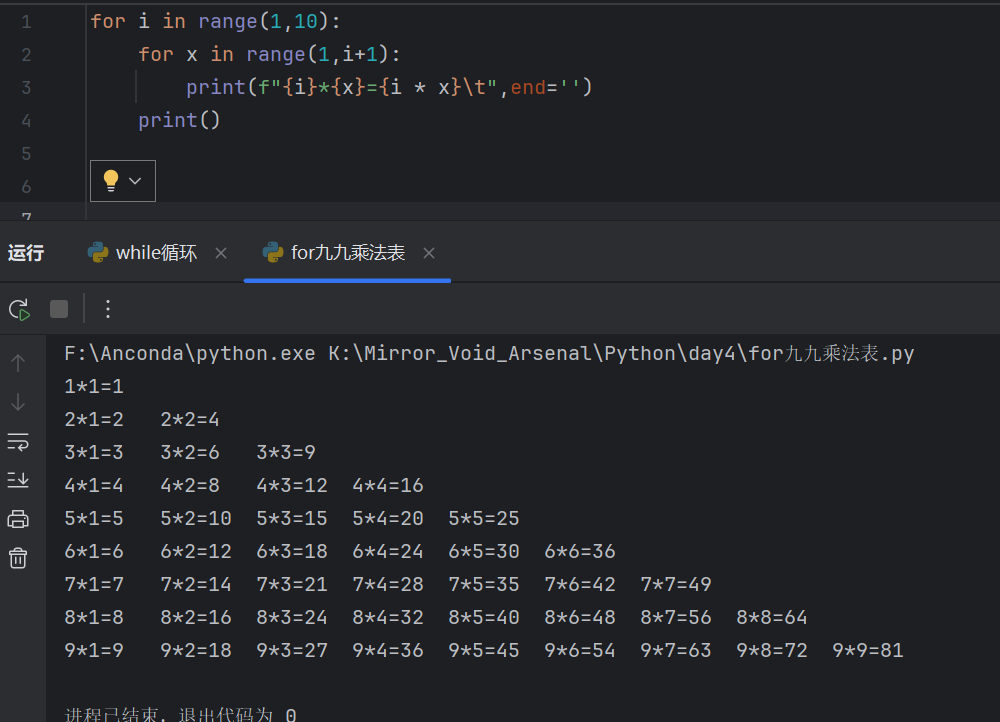 1 for i in range(1,10):
2 for x in range(1,i+1):
3 print(f"{i}*{x}={i * x}\t",end='')
4 print()
5
6
7
运行 while循环 × for九九乘法表 ×
F:\Anconda\python.exe K:\Mirror_Void_Arsenal\Python\day4\for九九乘法表.py
1*1=1
2*1=2 2*2=4
3*1=3 3*2=6 3*3=9
4*1=4 4*2=8 4*3=12 4*4=16
5*1=5 5*2=10 5*3=15 5*4=20 5*5=25
6*1=6 6*2=12 6*3=18 6*4=24 6*5=30 6*6=36
7*1=7 7*2=14 7*3=21 7*4=28 7*5=35 7*6=42 7*7=49
8*1=8 8*2=16 8*3=24 8*4=32 8*5=40 8*6=48 8*7=56 8*8=64
9*1=9 9*2=18 9*3=27 9*4=36 9*5=45 9*6=54 9*7=63 9*8=72 9*9=81
进程已结束，退出代码为 0